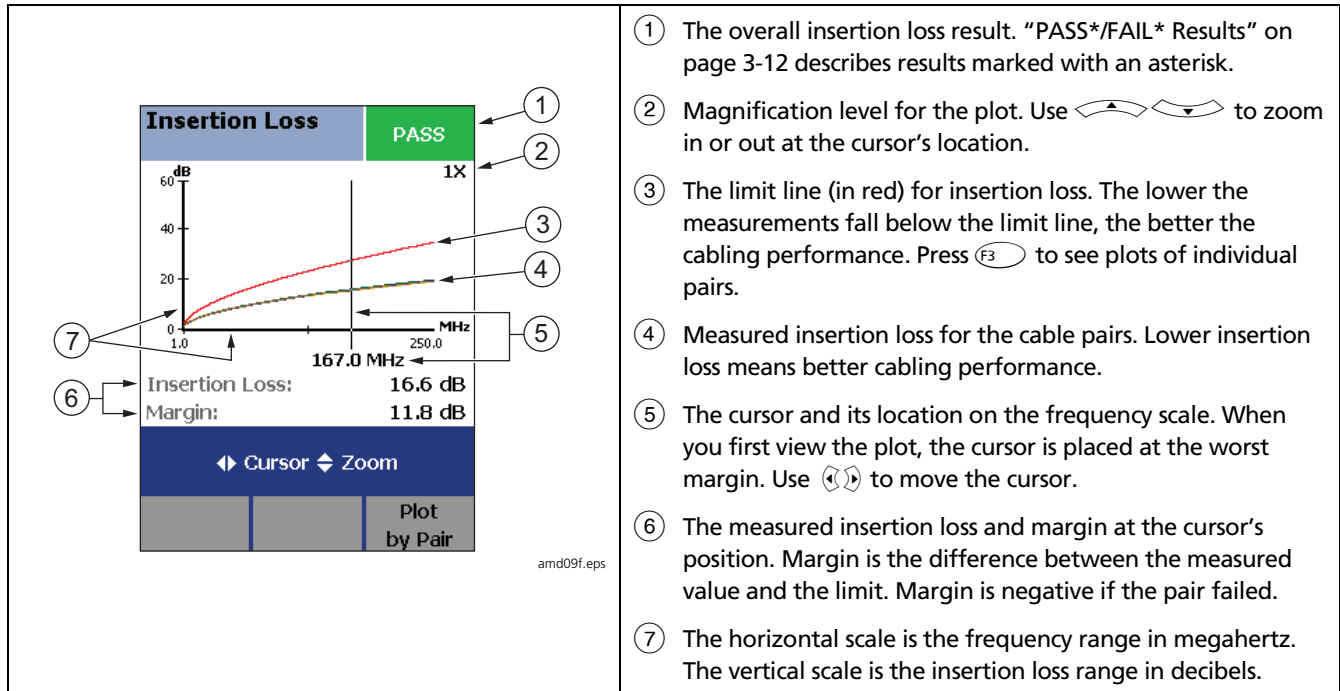 Insertion Loss
PASS
1
2
dB
1X
60
40
20
0
3
4
5
MHz
1.0
250.0
167.0 MHz
7
Insertion Loss: 16.6 dB
Margin: 11.8 dB
6
Cursor Zoom
Plot
by Pair
amd09f.eps
1 The overall insertion loss result. “PASS*/FAIL* Results” on
page 3-12 describes results marked with an asterisk.
2 Magnification level for the plot. Use to zoom
in or out at the cursor’s location.
3 The limit line (in red) for insertion loss. The lower the
measurements fall below the limit line, the better the
cabling performance. Press F3 to see plots of individual
pairs.
4 Measured insertion loss for the cable pairs. Lower insertion
loss means better cabling performance.
5 The cursor and its location on the frequency scale. When
you first view the plot, the cursor is placed at the worst
margin. Use to move the cursor.
6 The measured insertion loss and margin at the cursor’s
position. Margin is the difference between the measured
value and the limit. Margin is negative if the pair failed.
7 The horizontal scale is the frequency range in megahertz.
The vertical scale is the insertion loss range in decibels.